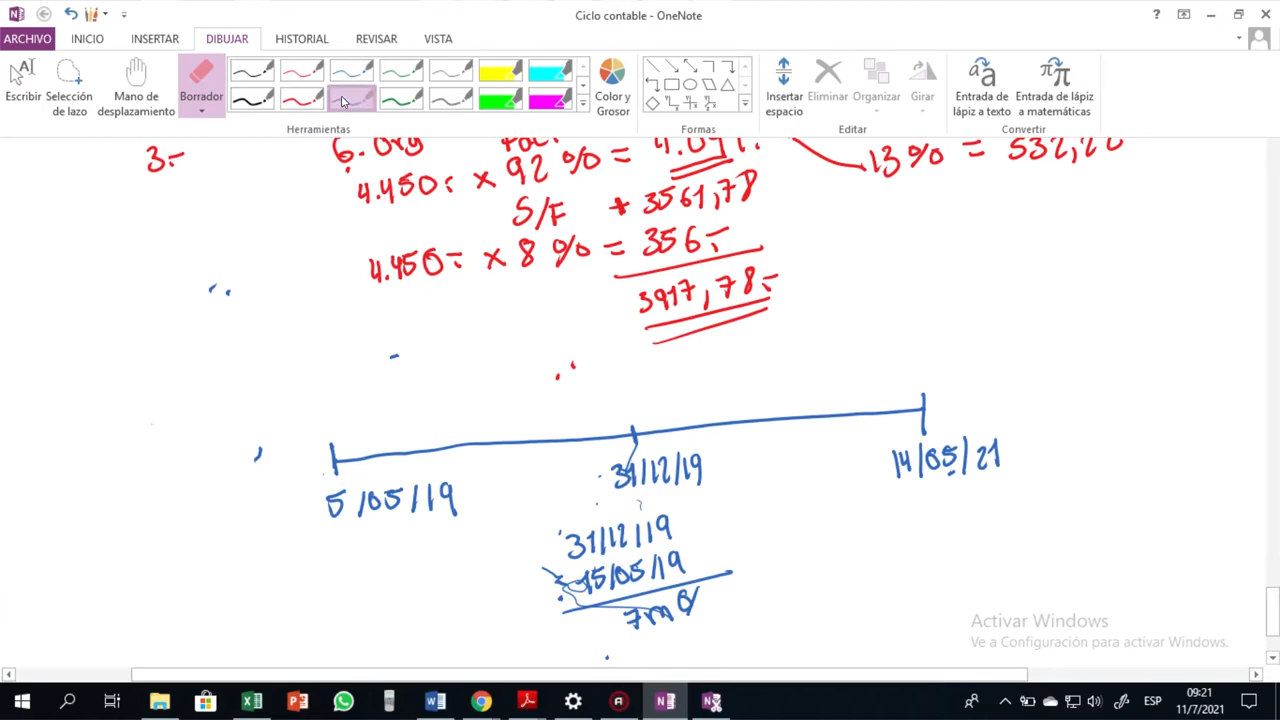 Ciclo contable - OneNote
ARCHIVO INICIO INSERTAR DIBUJAR HISTORIAL REVISAR VISTA
Escribir Selección de lazo Mano de desplazamiento Borrador Color y Grosor Insertar espacio Eliminar Organizar Girar Entrada de lápiz a texto Entrada de lápiz a matemáticas
Herramientas Formas Editar Convertir
3.-
13% = 532,20
4.450.- x 92 % = 4.094.
S/F + 3561,78
4.450.- x 8 % = 356.-
3917,78.-
5/05/19
31/12/19
14/05/21
31/12/19
15/05/19
7m
Activar Windows
Ve a Configuración para activar Windows.
ESP
09:21
11/7/2021